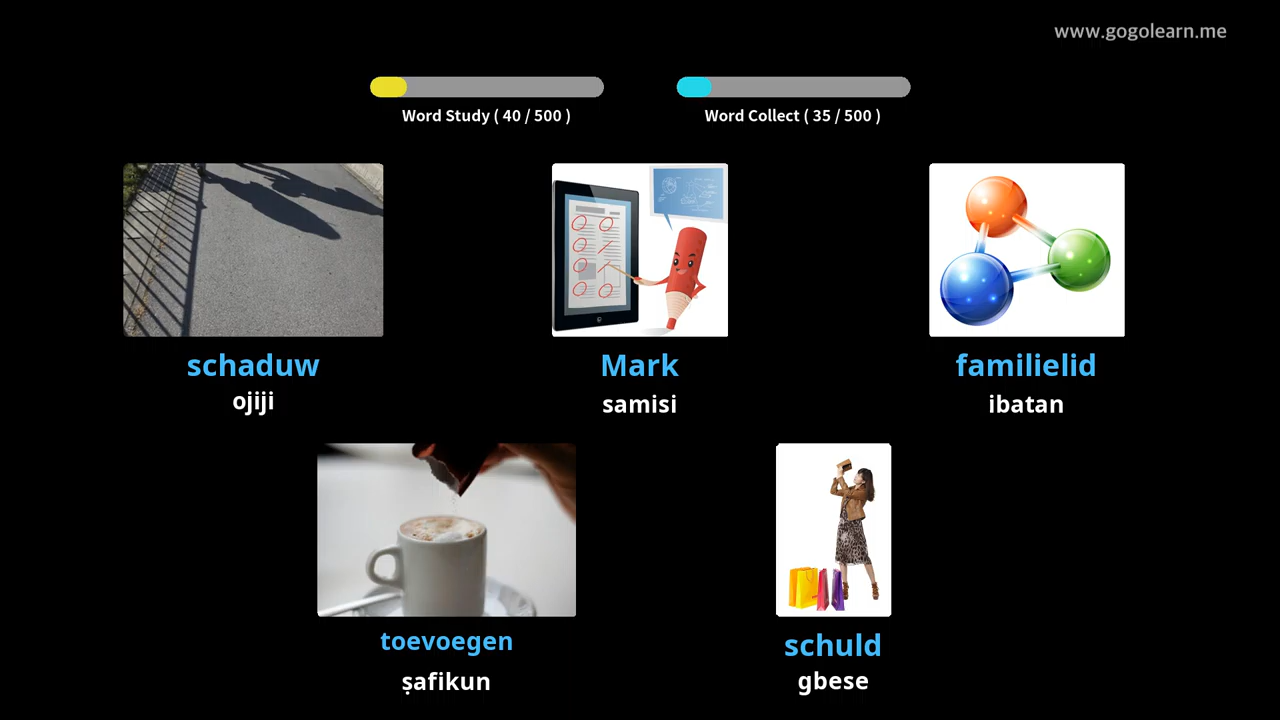 www.gogolearn.me
Word Study ( 40 / 500 )
Word Collect ( 35 / 500 )
schaduw
ojiji
Mark
samisi
familielid
ibatan
toevoegen
ṣafikun
schuld
gbese